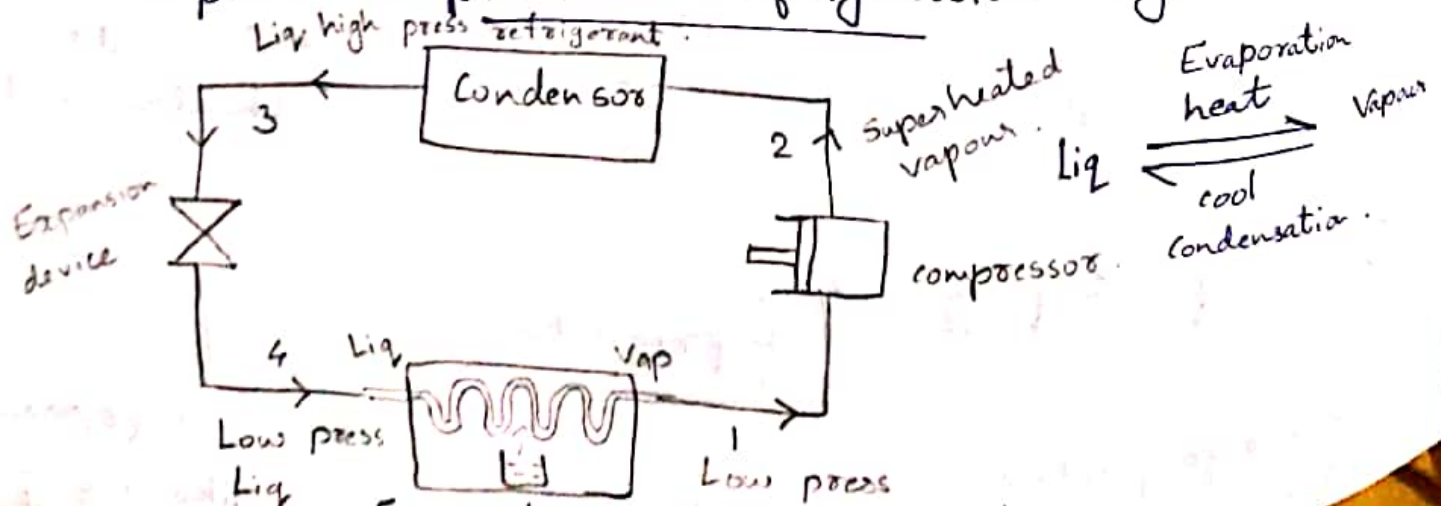 Liq high press refrigerant.
Condensor
3
2
Superheated
vapour.
Evaporation
heat
Liq
Vapour
cool
Condensation.
Expansion
device
compressor.
4
Liq
Vap
Low press
Liq
1
Low press